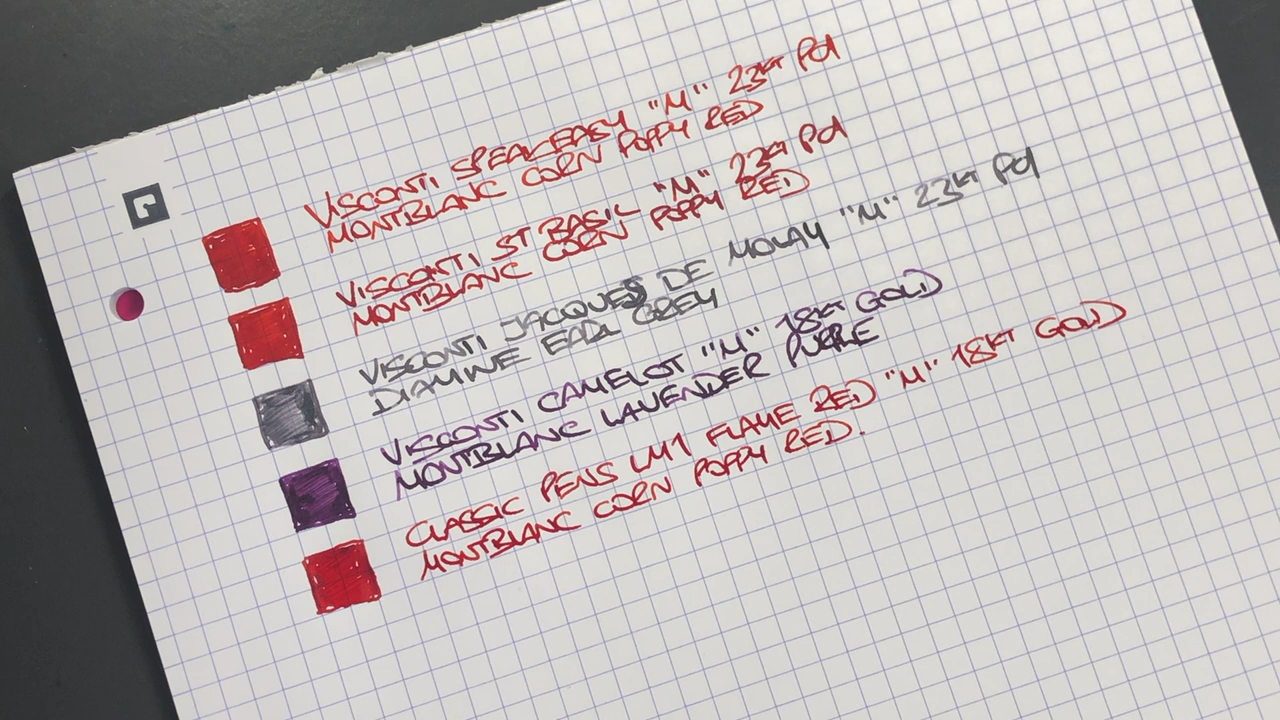 VISCONTI SPEAKEASY "M" 23KT Pd
MONTBLANC CORN POPPY RED
VISCONTI ST BASIL "M" 23KT Pd
MONTBLANC CORN POPPY RED
VISCONTI JACQUES DE MOLAY "M" 23KT Pd
DIAMINE EARL GREY
VISCONTI CAMELOT "M" 18KT GOLD
MONTBLANC LAVENDER PURPLE
CLASSIC PENS LM1 FLAME RED "M" 18KT GOLD
MONTBLANC CORN POPPY RED.